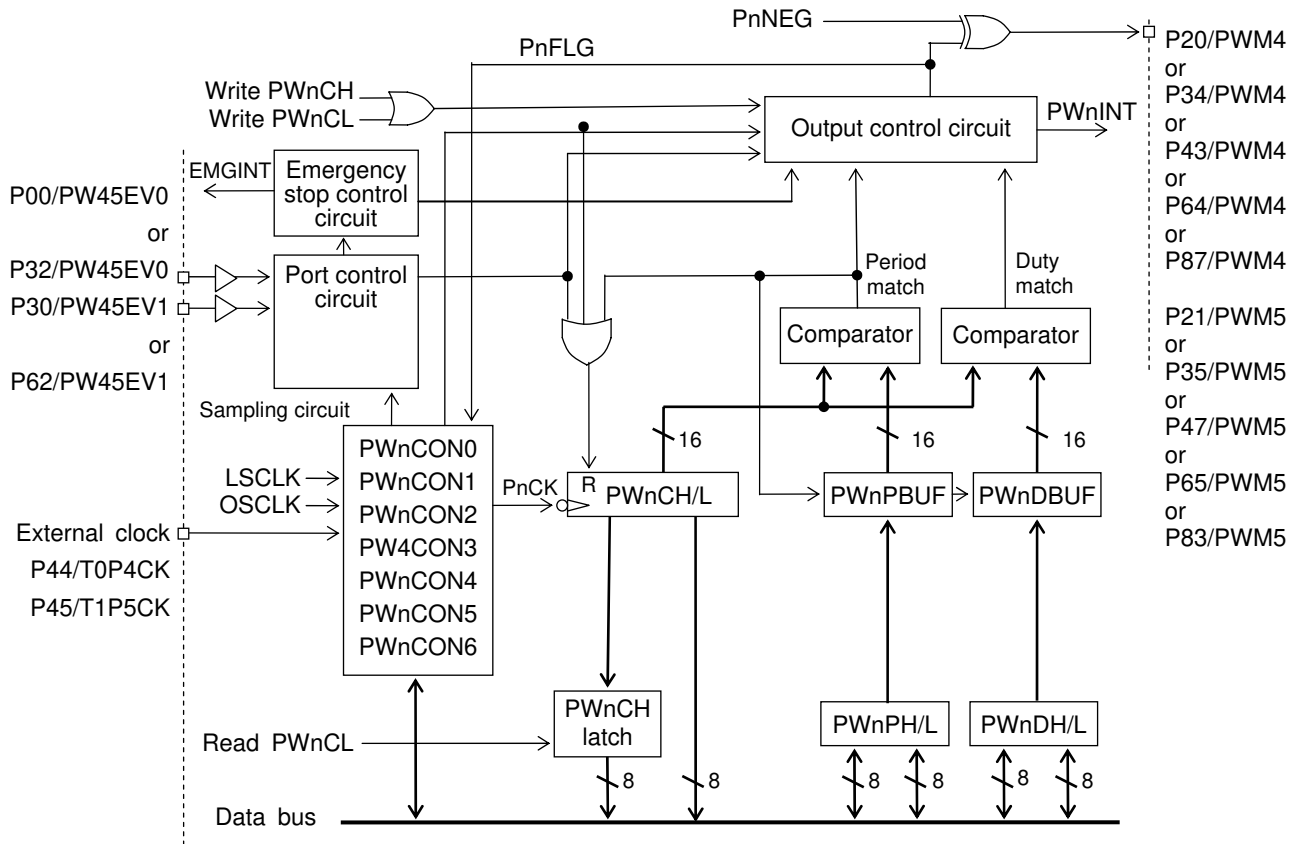 PnNEG
PnFLG
Write PWnCH
Write PWnCL
Output control circuit
PWnINT
P20/PWM4
or
P34/PWM4
or
P43/PWM4
or
P64/PWM4
or
P87/PWM4
P21/PWM5
or
P35/PWM5
or
P47/PWM5
or
P65/PWM5
or
P83/PWM5
EMGINT
Emergency
stop control
circuit
P00/PW45EV0
or
P32/PW45EV0
P30/PW45EV1
or
P62/PW45EV1
Port control
circuit
Period
match
Duty
match
Comparator
Comparator
Sampling circuit
16
16
16
PWnCON0
PWnCON1
PWnCON2
PW4CON3
PWnCON4
PWnCON5
PWnCON6
LSCLK
OSCLK
External clock
P44/T0P4CK
P45/T1P5CK
PnCK
R
PWnCH/L
PWnPBUF
PWnDBUF
PWnCH
latch
Read PWnCL
PWnPH/L
PWnDH/L
8
8
8
8
8
8
Data bus